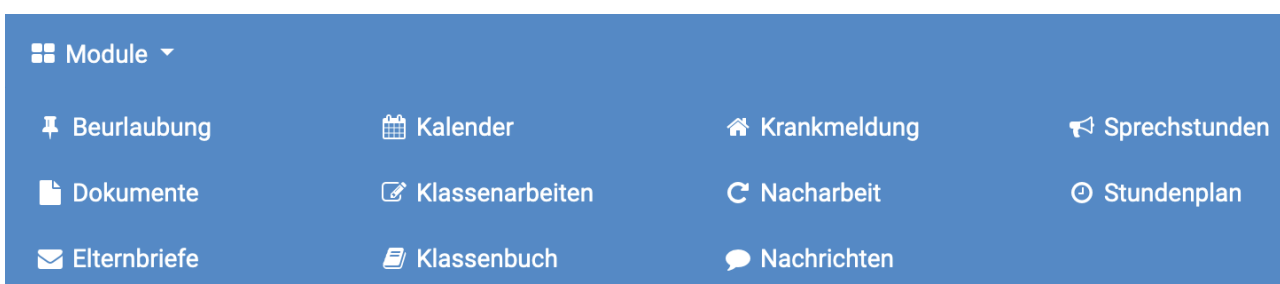 Module
Beurlaubung Kalender Krankmeldung Sprechstunden
Dokumente Klassenarbeiten Nacharbeit Stundenplan
Elternbriefe Klassenbuch Nachrichten